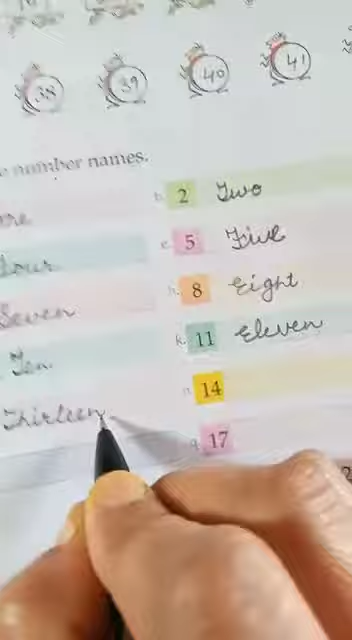 38 39 40 41
e number names.
b. 2 Two
e. 5 Five
Four
h. 8 Eight
Seven
k. 11 Eleven
Ten
n. 14
Thirteen
q. 17
2